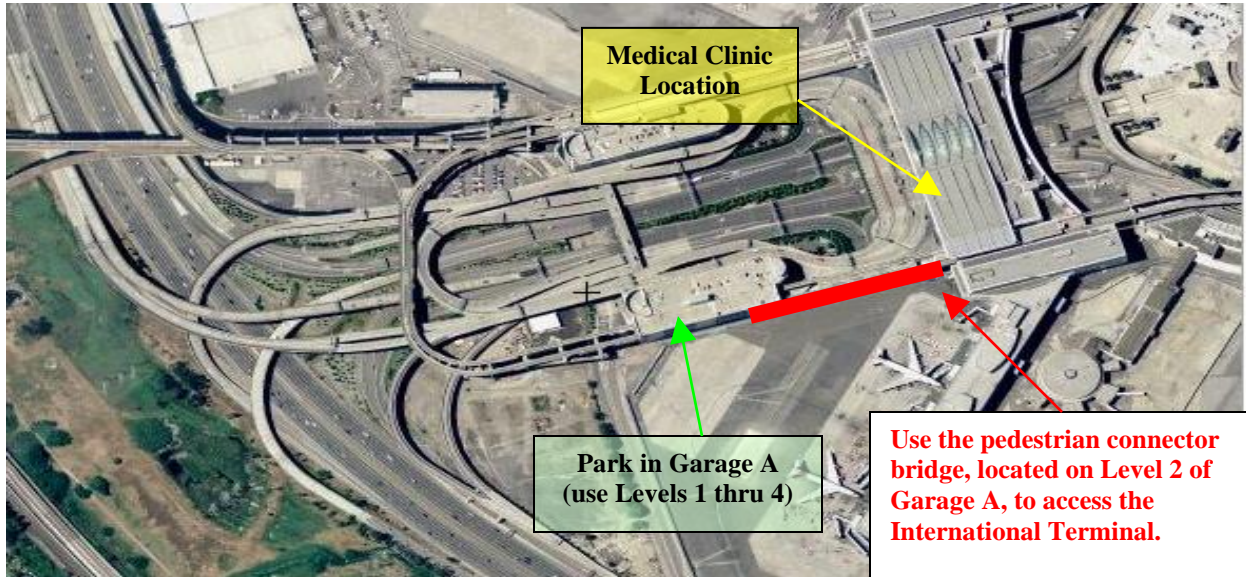 Medical Clinic
Location
Park in Garage A
(use Levels 1 thru 4)
Use the pedestrian connector
bridge, located on Level 2 of
Garage A, to access the
International Terminal.